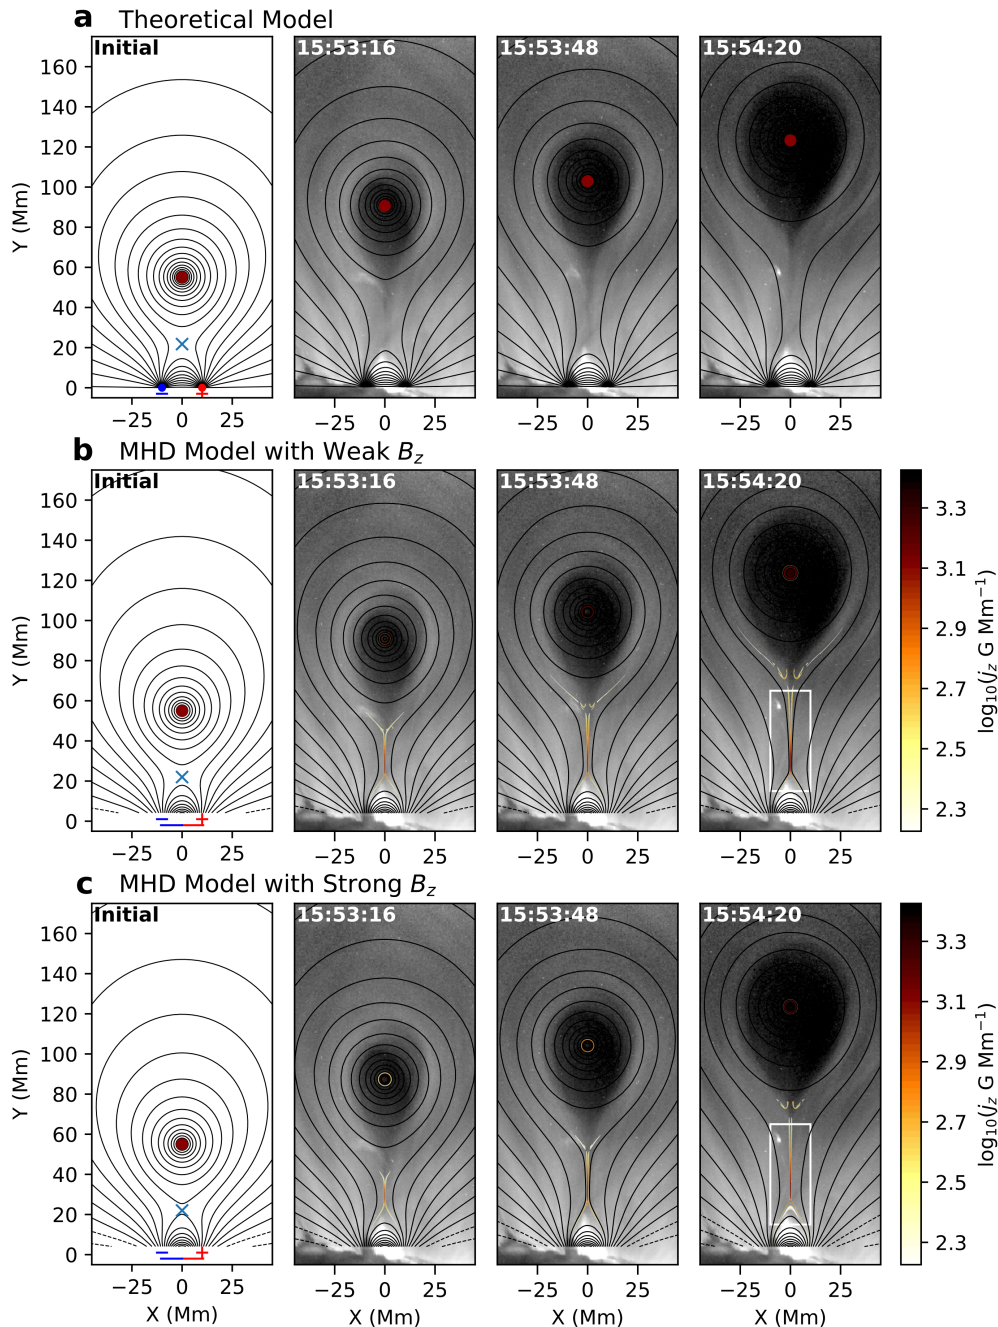 a Theoretical Model
Initial 15:53:16 15:53:48 15:54:20
160
140
120
100
80
60
40
20
0
Y (Mm)
− +
−25 0 25 −25 0 25 −25 0 25 −25 0 25
b MHD Model with Weak B_z
Initial 15:53:16 15:53:48 15:54:20
160
140
120
100
80
60
40
20
0
Y (Mm)
− +
−25 0 25 −25 0 25 −25 0 25 −25 0 25
3.3
3.1
2.9
2.7
2.5
2.3
log₁₀(j_z G Mm⁻¹)
c MHD Model with Strong B_z
Initial 15:53:16 15:53:48 15:54:20
160
140
120
100
80
60
40
20
0
Y (Mm)
− +
−25 0 25 −25 0 25 −25 0 25 −25 0 25
X (Mm) X (Mm) X (Mm) X (Mm)
3.3
3.1
2.9
2.7
2.5
2.3
log₁₀(j_z G Mm⁻¹)